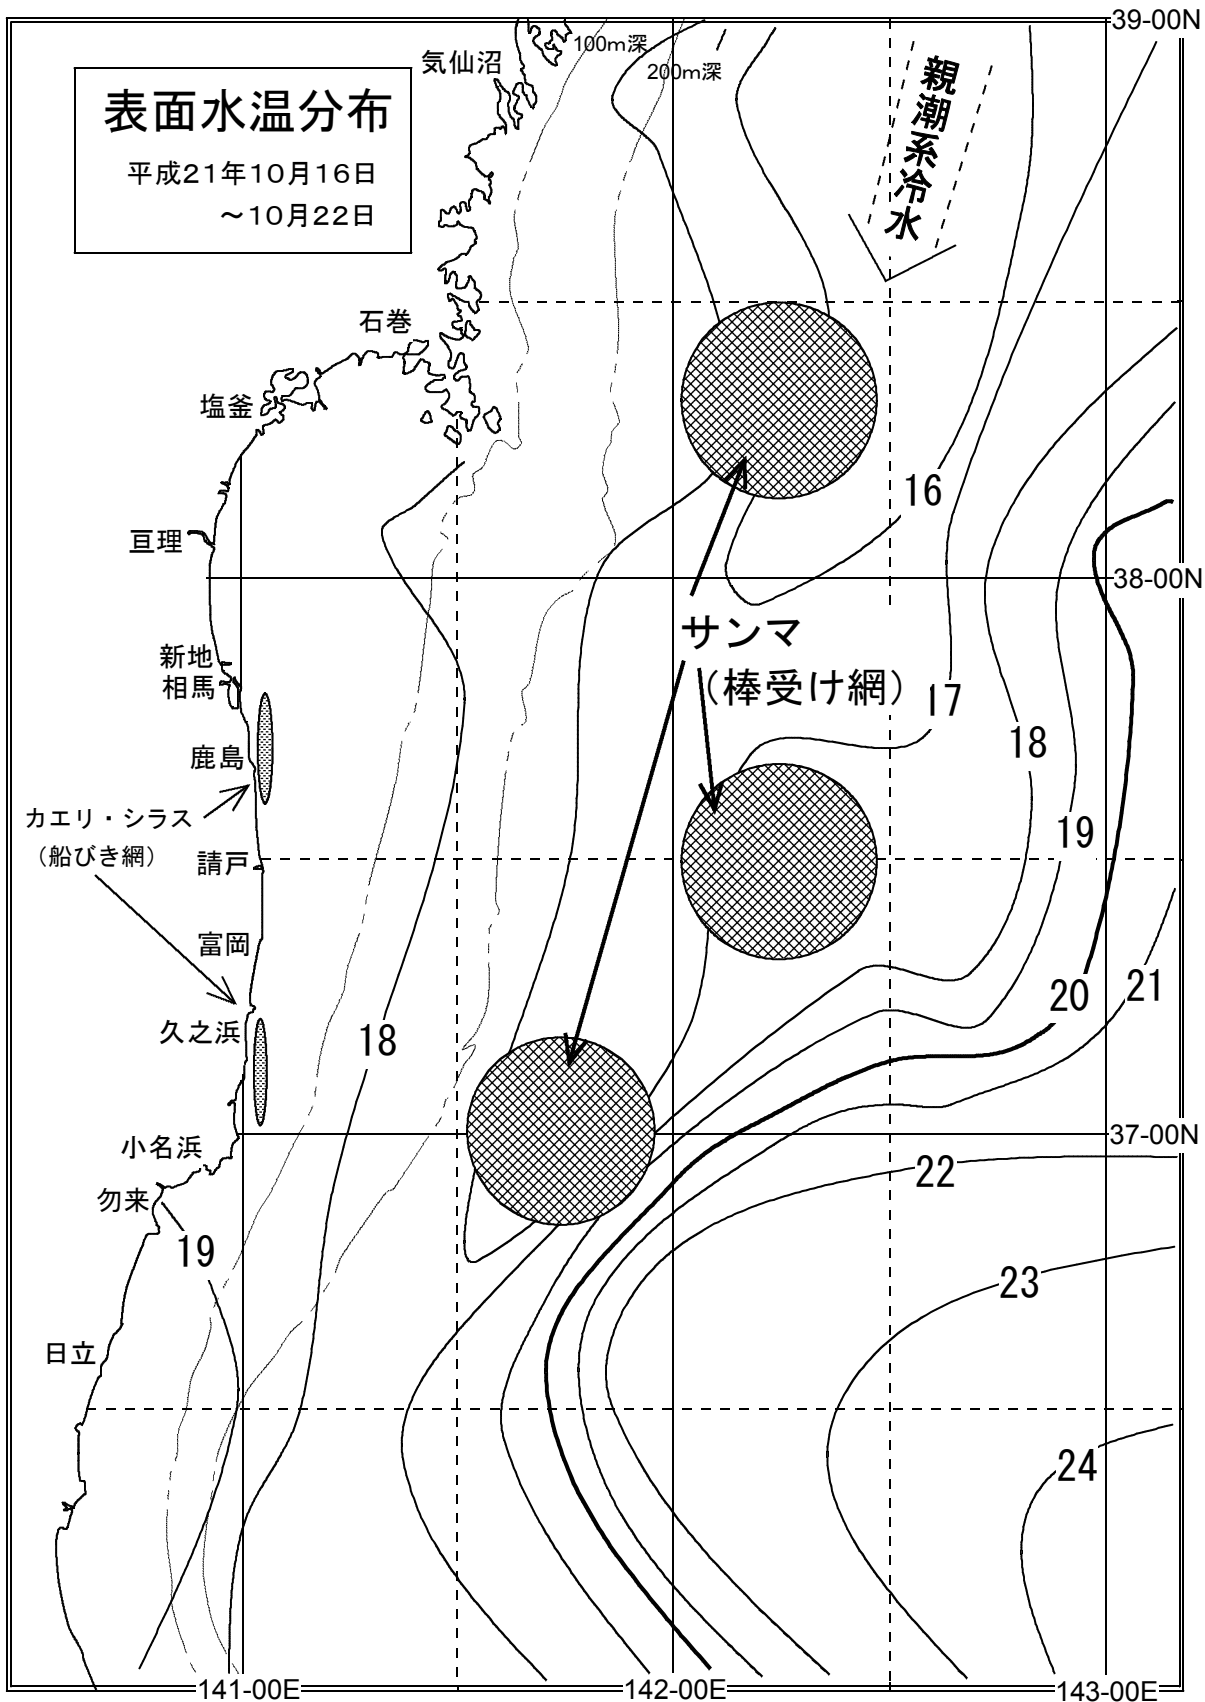 39-00N
100m深
200m深
気仙沼
親潮系冷水
表面水温分布
平成21年10月16日
～10月22日
石巻
塩釜
16
亘理
38-00N
サンマ
（棒受け網）
新地
相馬
17
18
鹿島
カエリ・シラス
（船びき網）
19
請戸
富岡
20
21
久之浜
18
37-00N
小名浜
22
勿来
19
23
日立
24
141-00E
142-00E
143-00E